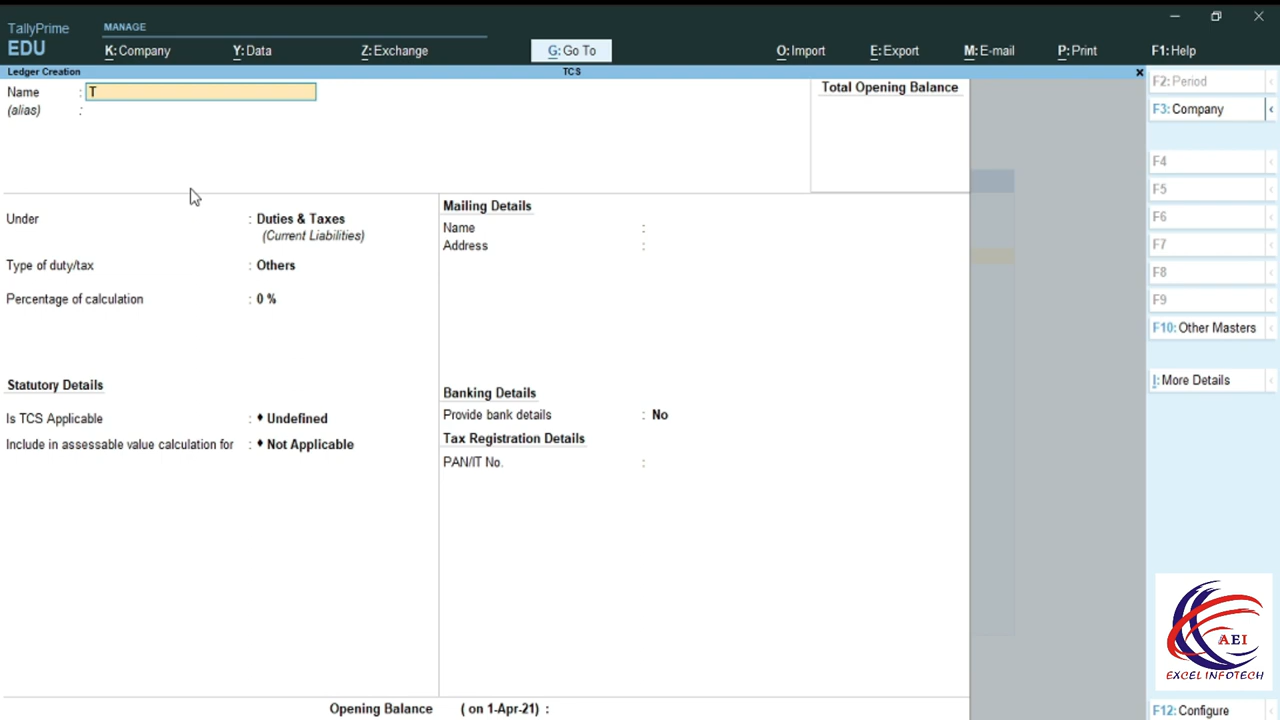 TallyPrime
EDU
MANAGE
K:Company Y:Data Z:Exchange G:Go To O:Import E:Export M:E-mail P:Print F1:Help
Ledger Creation TCS
Name : T
(alias) :
Total Opening Balance
Under : Duties & Taxes
(Current Liabilities)
Type of duty/tax : Others
Percentage of calculation : 0 %
Statutory Details
Is TCS Applicable : ♦ Undefined
Include in assessable value calculation for : ♦ Not Applicable
Mailing Details
Name :
Address :
Banking Details
Provide bank details : No
Tax Registration Details
PAN/IT No. :
Opening Balance ( on 1-Apr-21) :
F2: Period
F3: Company
F4
F5
F6
F7
F8
F9
F10: Other Masters
I: More Details
AEI
EXCEL INFOTECH
F12: Configure